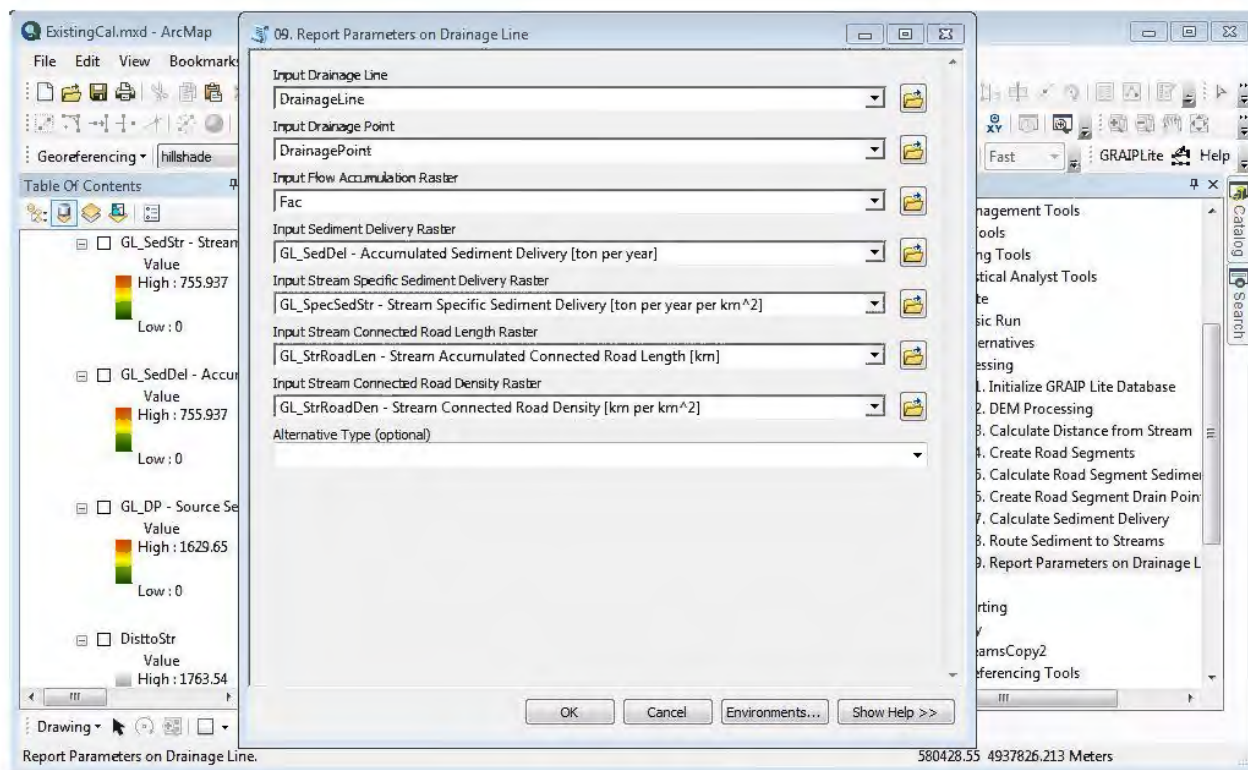 ExistingCal.mxd - ArcMap
File Edit View Bookmark
Georeferencing hillshade
Table Of Contents
GL_SedStr - Stream
Value
High : 755.937
Low : 0
GL_SedDel - Accur
Value
High : 755.937
Low : 0
GL_DP - Source Se
Value
High : 1629.65
Low : 0
DisttoStr
Value
High : 1763.54
Drawing
Report Parameters on Drainage Line.
09. Report Parameters on Drainage Line
Input Drainage Line
DrainageLine
Input Drainage Point
DrainagePoint
Input Flow Accumulation Raster
Fac
Input Sediment Delivery Raster
GL_SedDel - Accumulated Sediment Delivery [ton per year]
Input Stream Specific Sediment Delivery Raster
GL_SpecSedStr - Stream Specific Sediment Delivery [ton per year per km^2]
Input Stream Connected Road Length Raster
GL_StrRoadLen - Stream Accumulated Connected Road Length [km]
Input Stream Connected Road Density Raster
GL_StrRoadDen - Stream Connected Road Density [km per km^2]
Alternative Type (optional)
OK Cancel Environments... Show Help >>
XY
Fast GRAIPLite Help
nagement Tools
ools
ng Tools
stical Analyst Tools
te
sic Run
ernatives
essing
1. Initialize GRAIP Lite Database
2. DEM Processing
3. Calculate Distance from Stream
4. Create Road Segments
5. Calculate Road Segment Sedime
6. Create Road Segment Drain Poin
7. Calculate Sediment Delivery
8. Route Sediment to Streams
9. Report Parameters on Drainage L
rting
y
amsCopy2
eferencing Tools
Catalog
Search
580428.55 4937826.213 Meters